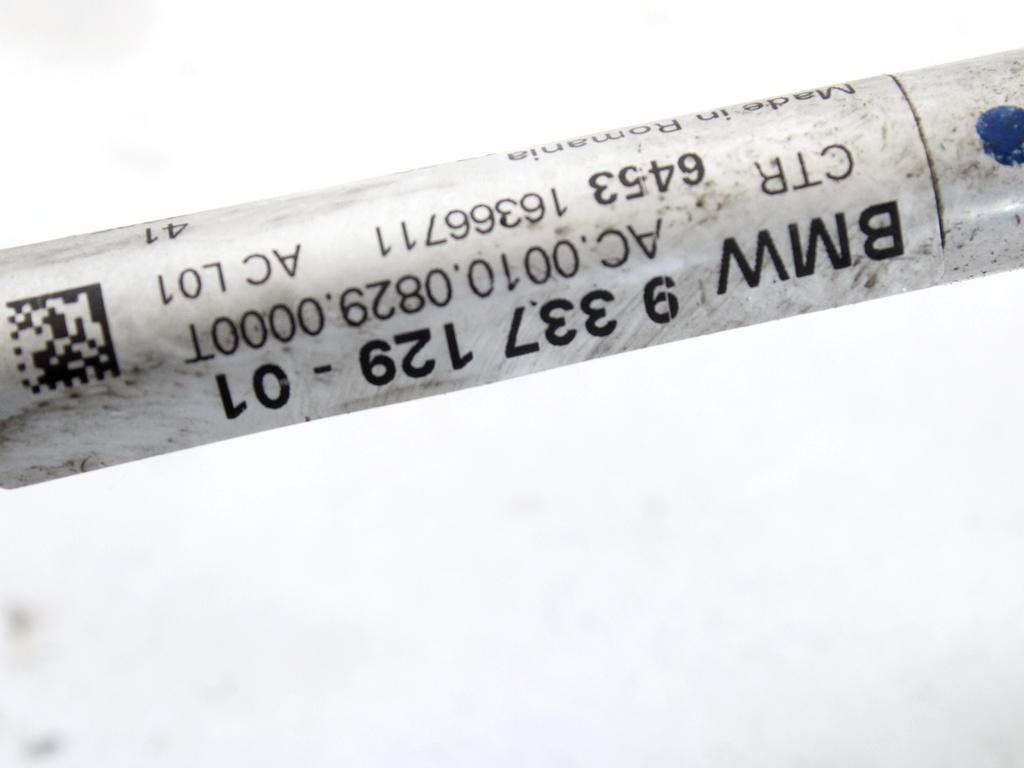 BMW 9 337 129 - 01
AC.0010.0829.0000T
CTR 6453 16366711 AC L01
Made in Romania 41